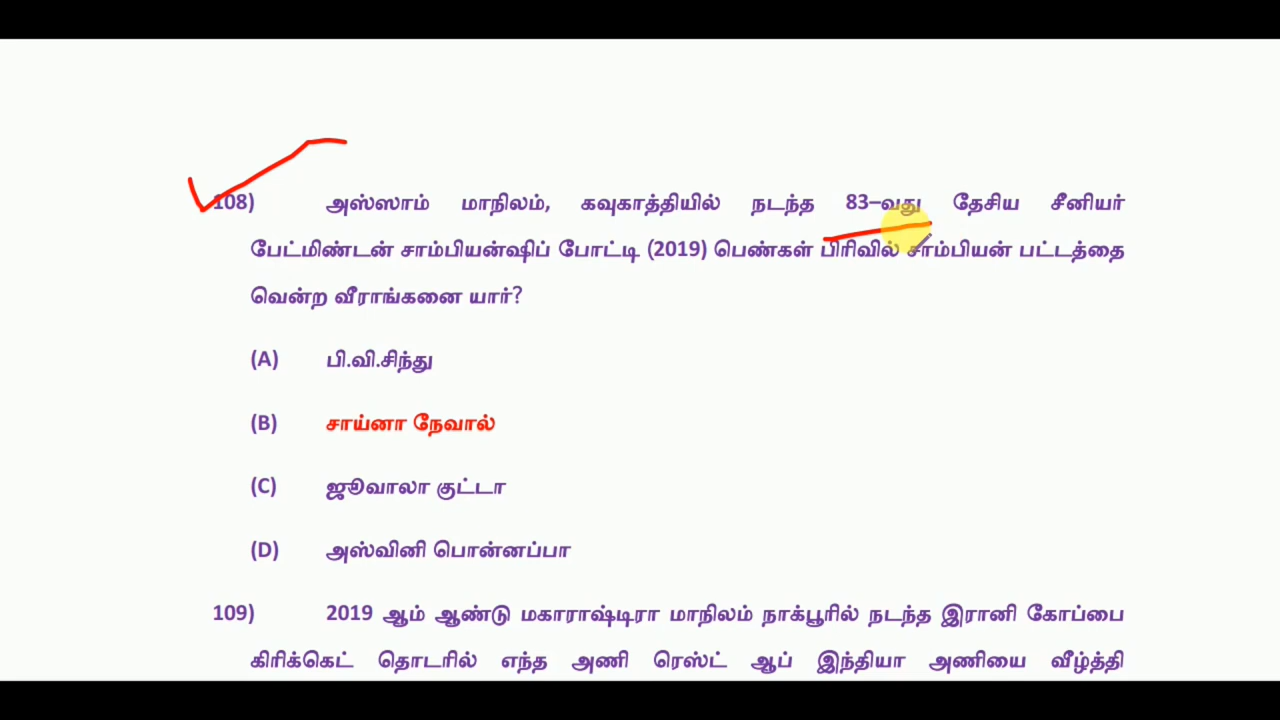 108) அஸ்ஸாம் மாநிலம், கவுகாத்தியில் நடந்த 83–வது தேசிய சீனியர்
பேட்மிண்டன் சாம்பியன்ஷிப் போட்டி (2019) பெண்கள் பிரிவில் சாம்பியன் பட்டத்தை
வென்ற வீராங்கனை யார்?
(A) பி.வி.சிந்து
(B) சாய்னா நேவால்
(C) ஜூவாலா குட்டா
(D) அஸ்வினி பொன்னப்பா
109) 2019 ஆம் ஆண்டு மகாராஷ்டிரா மாநிலம் நாக்பூரில் நடந்த இரானி கோப்பை
கிரிக்கெட் தொடரில் எந்த அணி ரெஸ்ட் ஆப் இந்தியா அணியை வீழ்த்தி